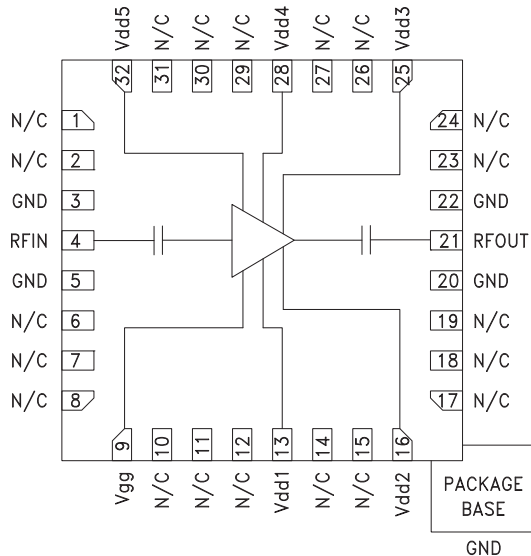 Vdd5
N/C
N/C
N/C
Vdd4
N/C
N/C
Vdd3
32
31
30
29
28
27
26
25
N/C 1
N/C 2
GND 3
RFIN 4
GND 5
N/C 6
N/C 7
N/C 8
24 N/C
23 N/C
22 GND
21 RFOUT
20 GND
19 N/C
18 N/C
17 N/C
9
10
11
12
13
14
15
16
Vgg
N/C
N/C
N/C
Vdd1
N/C
N/C
Vdd2
PACKAGE
BASE
GND